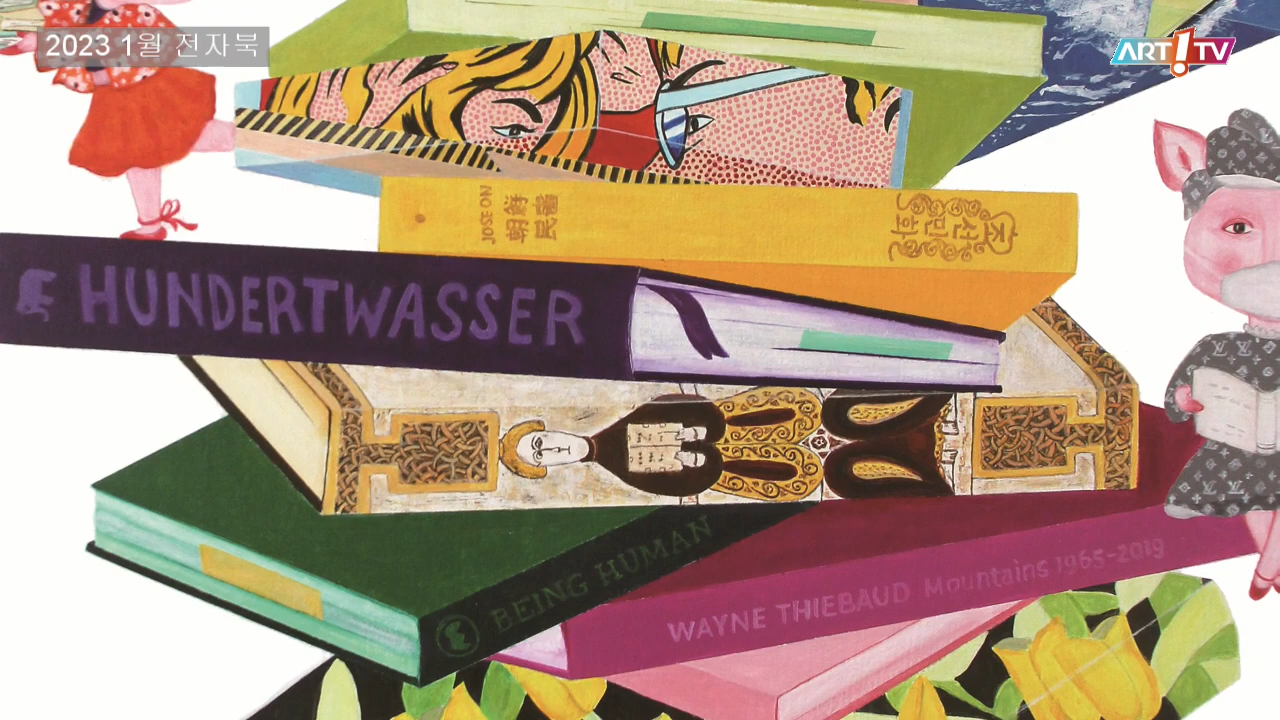 2023 1월 전자북
ART!TV
JOSEON
朝鮮
民畵
조선
민화
HUNDERTWASSER
BEING HUMAN
WAYNE THIEBAUD Mountains 1965-2019